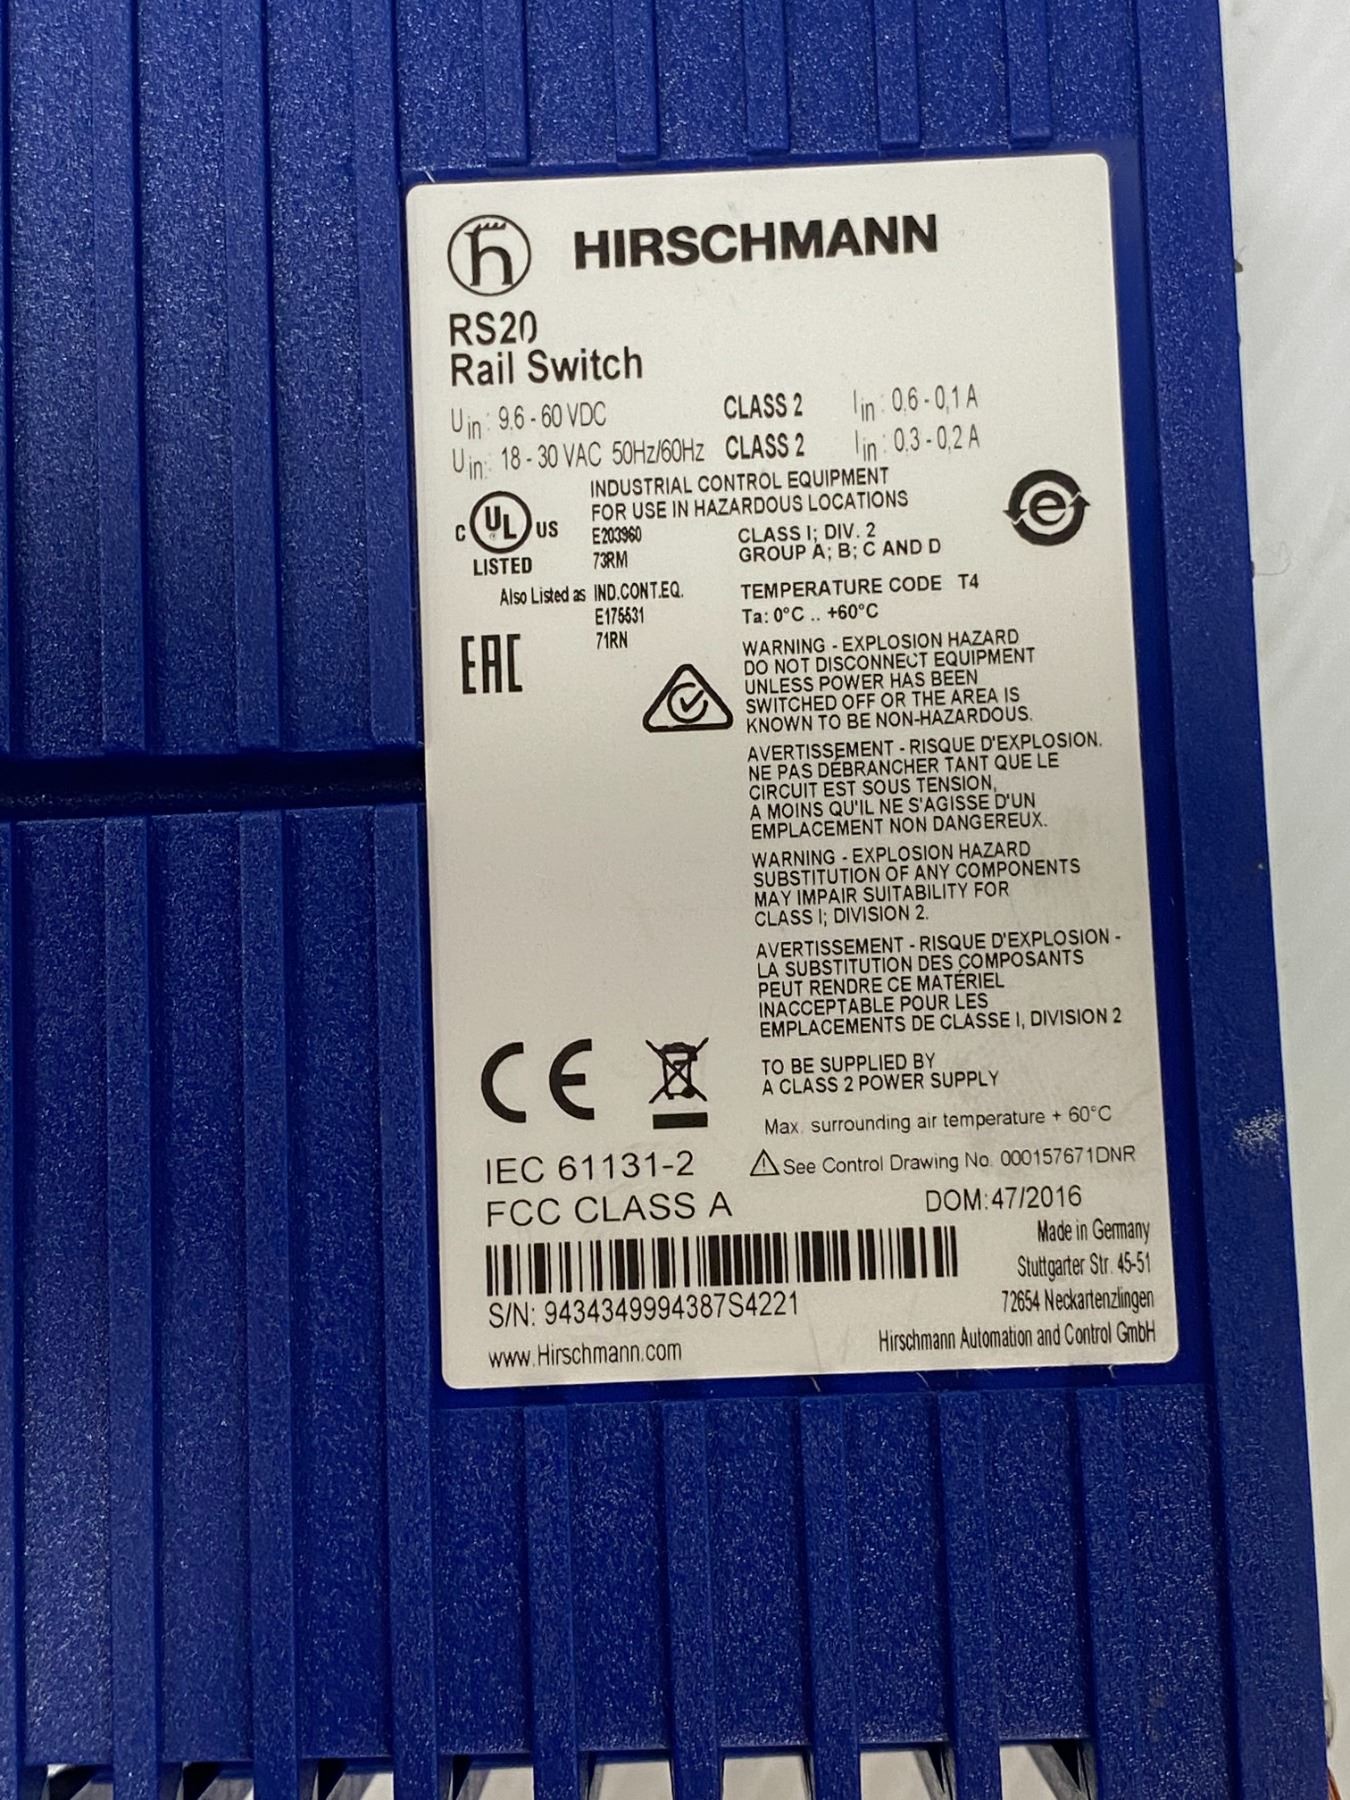 HIRSCHMANN
RS20
Rail Switch
Uin: 9.6 - 60 VDC CLASS 2 Iin : 0.6 - 0,1 A
Uin: 18 - 30 VAC 50Hz/60Hz CLASS 2 Iin : 0.3 - 0.2 A
INDUSTRIAL CONTROL EQUIPMENT
FOR USE IN HAZARDOUS LOCATIONS
C UL US
LISTED
E203960
73RM
CLASS I; DIV. 2
GROUP A; B; C AND D
Also Listed as IND.CONT.EQ.
E175531
71RN
TEMPERATURE CODE T4
Ta: 0°C .. +60°C
EAC
WARNING - EXPLOSION HAZARD
DO NOT DISCONNECT EQUIPMENT
UNLESS POWER HAS BEEN
SWITCHED OFF OR THE AREA IS
KNOWN TO BE NON-HAZARDOUS.
AVERTISSEMENT - RISQUE D'EXPLOSION.
NE PAS DÉBRANCHER TANT QUE LE
CIRCUIT EST SOUS TENSION,
A MOINS QU'IL NE S'AGISSE D'UN
EMPLACEMENT NON DANGEREUX.
WARNING - EXPLOSION HAZARD
SUBSTITUTION OF ANY COMPONENTS
MAY IMPAIR SUITABILITY FOR
CLASS I; DIVISION 2.
AVERTISSEMENT - RISQUE D'EXPLOSION -
LA SUBSTITUTION DES COMPOSANTS
PEUT RENDRE CE MATÉRIEL
INACCEPTABLE POUR LES
EMPLACEMENTS DE CLASSE I, DIVISION 2
CE
TO BE SUPPLIED BY
A CLASS 2 POWER SUPPLY
Max. surrounding air temperature + 60°C
IEC 61131-2
See Control Drawing No. 000157671DNR
FCC CLASS A
DOM:47/2016
Made in Germany
Stuttgarter Str. 45-51
72654 Neckartenzlingen
S/N: 9434349994387S4221
Hirschmann Automation and Control GmbH
www.Hirschmann.com